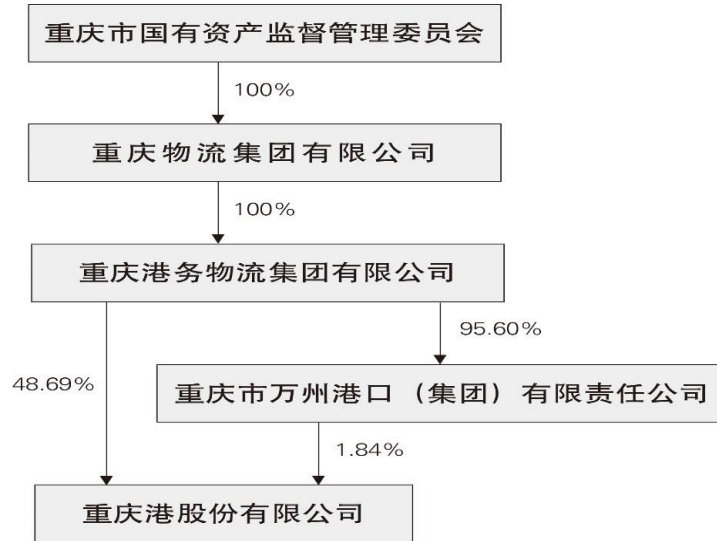 重庆市国有资产监督管理委员会
100%
重庆物流集团有限公司
100%
重庆港务物流集团有限公司
95.60%
48.69%
重庆市万州港口（集团）有限责任公司
1.84%
重庆港股份有限公司